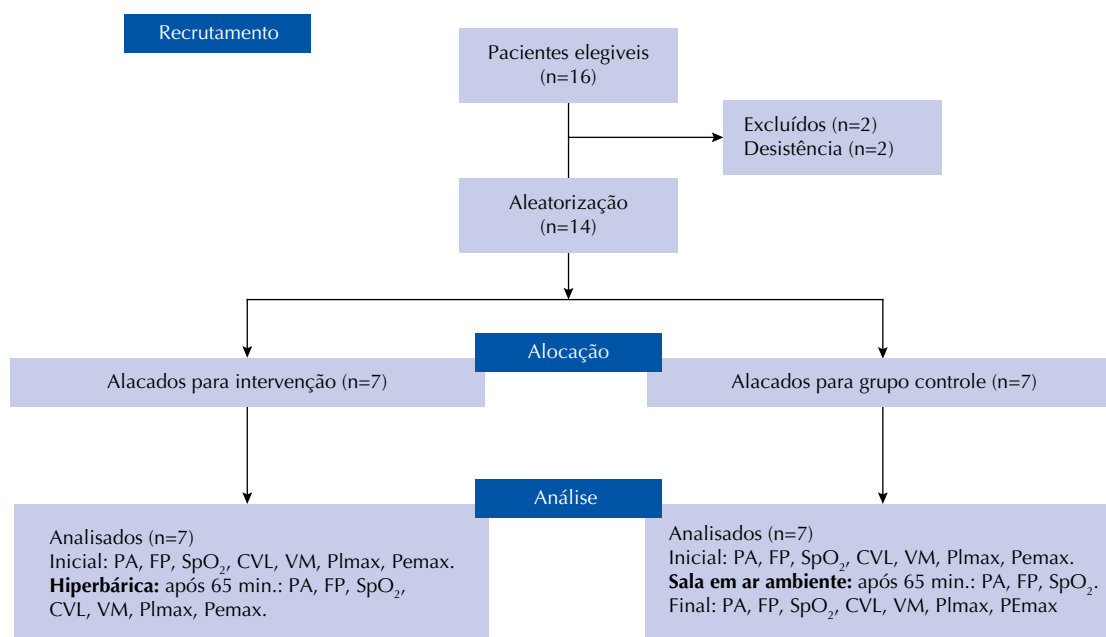 Recrutamento
Pacientes elegiveis
(n=16)
Excluídos (n=2)
Desistência (n=2)
Aleatorização
(n=14)
Alocação
Alacados para intervenção (n=7)
Alacados para grupo controle (n=7)
Análise
Analisados (n=7)
Inicial: PA, FP, SpO₂, CVL, VM, Plmax, Pemax.
Hiperbárica: após 65 min.: PA, FP, SpO₂,
CVL, VM, Plmax, Pemax.
Analisados (n=7)
Inicial: PA, FP, SpO₂, CVL, VM, Plmax, Pemax.
Sala em ar ambiente: após 65 min.: PA, FP, SpO₂.
Final: PA, FP, SpO₂, CVL, VM, Plmax, PEmax